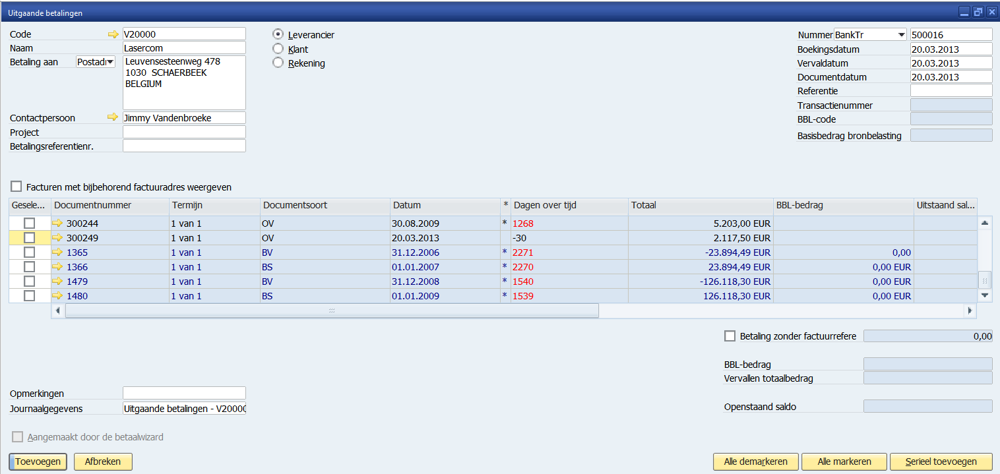 Uitgaande betalingen
Code V20000
Naam Lasercom
Betaling aan Postadr Leuvensesteenweg 478
1030 SCHAERBEEK
BELGIUM
Contactpersoon Jimmy Vandenbroeke
Project
Betalingsreferentienr.
Leverancier
Klant
Rekening
Nummer BankTr 500016
Boekingsdatum 20.03.2013
Vervaldatum 20.03.2013
Documentdatum 20.03.2013
Referentie
Transactienummer
BBL-code
Basisbedrag bronbelasting
Facturen met bijbehorend factuuradres weergeven
Gesele... Documentnummer Termijn Documentsoort Datum * Dagen over tijd Totaal BBL-bedrag Uitstaand sal...
300244 1 van 1 OV 30.08.2009 * 1268 5.203,00 EUR
300249 1 van 1 OV 20.03.2013 -30 2.117,50 EUR
1365 1 van 1 BV 31.12.2006 * 2271 -23.894,49 EUR 0,00
1366 1 van 1 BS 01.01.2007 * 2270 23.894,49 EUR 0,00 EUR
1479 1 van 1 BV 31.12.2008 * 1540 -126.118,30 EUR 0,00 EUR
1480 1 van 1 BS 01.01.2009 * 1539 126.118,30 EUR 0,00 EUR
Betaling zonder factuurrefere 0,00
BBL-bedrag
Vervallen totaalbedrag
Openstaand saldo
Opmerkingen
Journaalgegevens Uitgaande betalingen - V20000
Aangemaakt door de betaalwizard
Toevoegen Afbreken Alle demarkeren Alle markeren Serieel toevoegen